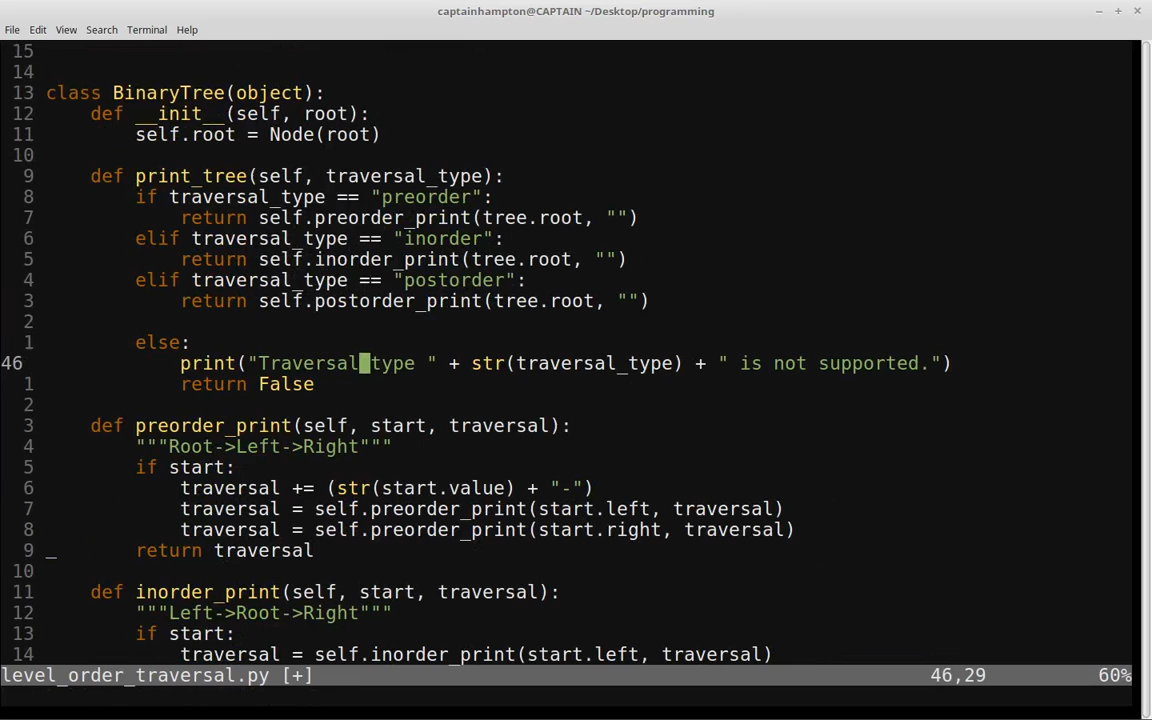 captainhampton@CAPTAIN ~/Desktop/programming
File Edit View Search Terminal Help
15
14
13 class BinaryTree(object):
12     def __init__(self, root):
11         self.root = Node(root)
10
9     def print_tree(self, traversal_type):
8         if traversal_type == "preorder":
7             return self.preorder_print(tree.root, "")
6         elif traversal_type == "inorder":
5             return self.inorder_print(tree.root, "")
4         elif traversal_type == "postorder":
3             return self.postorder_print(tree.root, "")
2
1         else:
46             print("Traversal type " + str(traversal_type) + " is not supported.")
1             return False
2
3     def preorder_print(self, start, traversal):
4         """Root->Left->Right"""
5         if start:
6             traversal += (str(start.value) + "-")
7             traversal = self.preorder_print(start.left, traversal)
8             traversal = self.preorder_print(start.right, traversal)
9 _       return traversal
10
11     def inorder_print(self, start, traversal):
12         """Left->Root->Right"""
13         if start:
14             traversal = self.inorder_print(start.left, traversal)
level_order_traversal.py [+] 46,29 60%